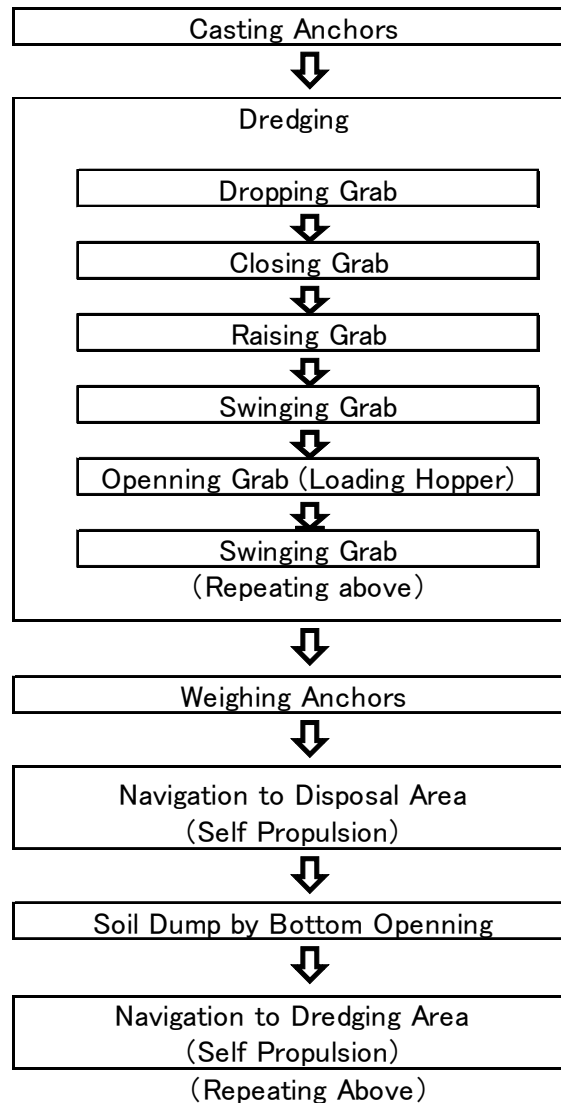 Casting Anchors
Dredging
Dropping Grab
Closing Grab
Raising Grab
Swinging Grab
Openning Grab (Loading Hopper)
Swinging Grab
(Repeating above)
Weighing Anchors
Navigation to Disposal Area
(Self Propulsion)
Soil Dump by Bottom Openning
Navigation to Dredging Area
(Self Propulsion)
(Repeating Above)